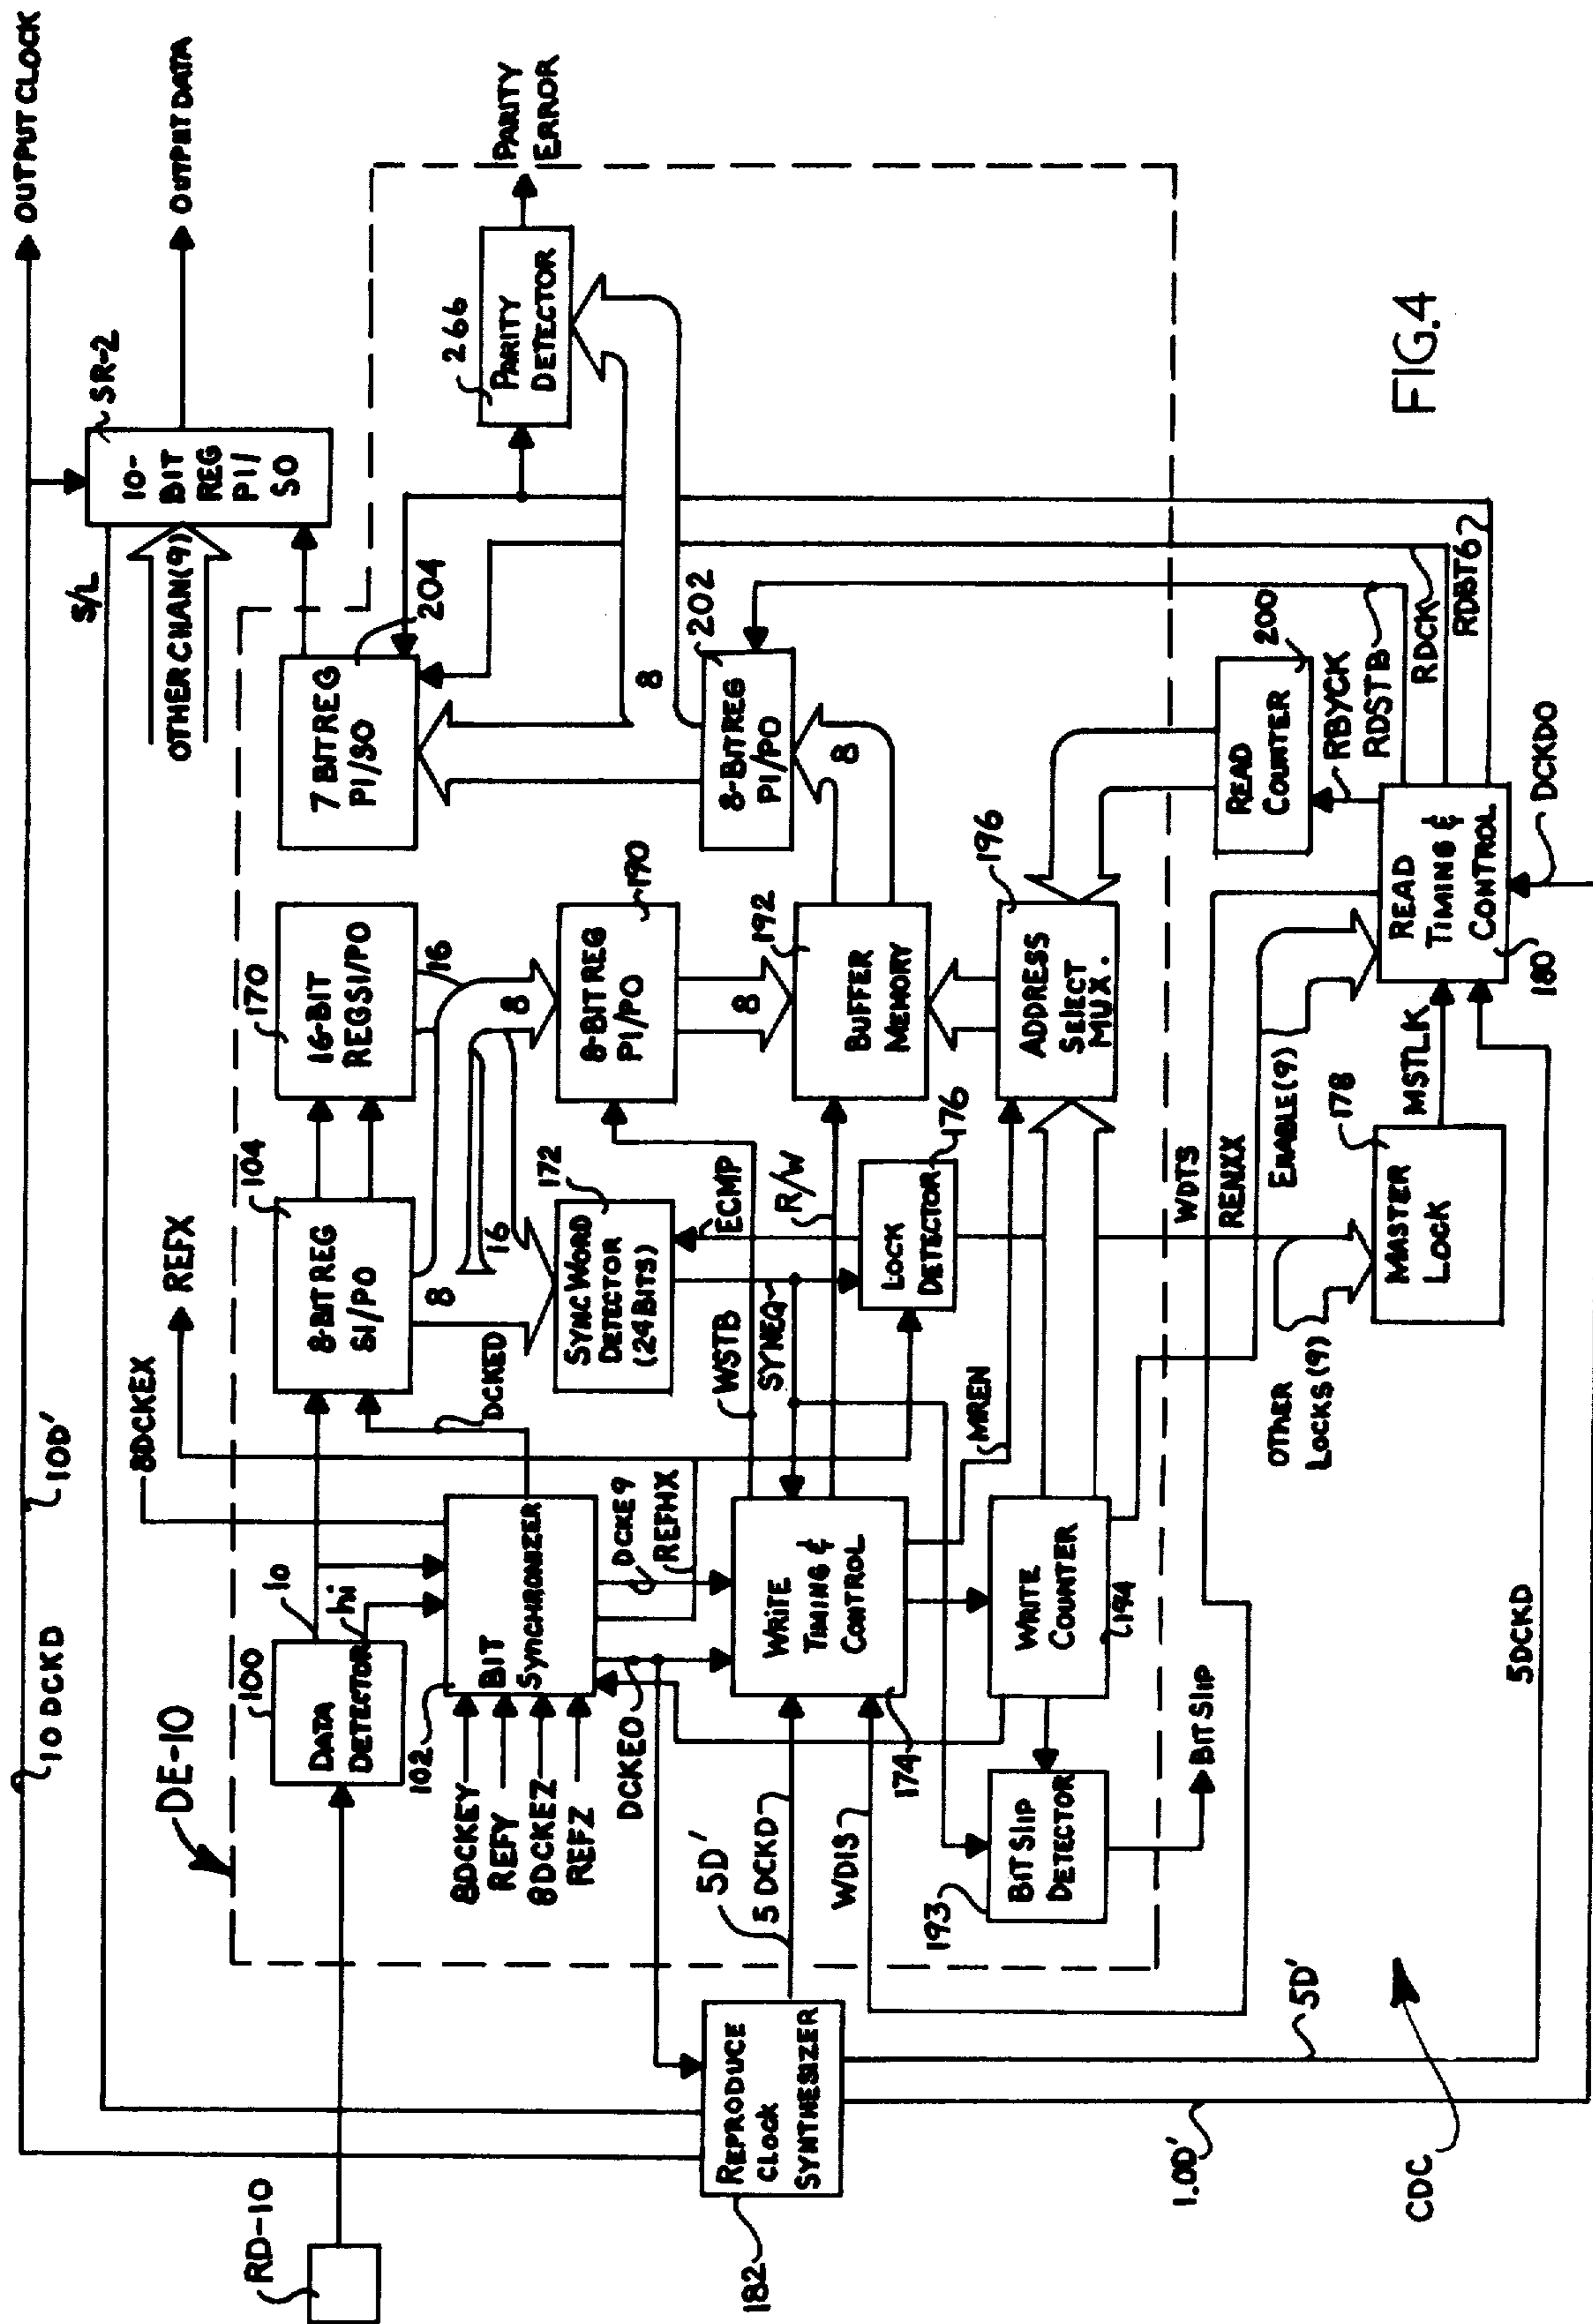 10 DCKD
10D'
OUTPUT CLOCK
S/L
SR-2
10-
BIT
REG
PI/
SO
OUTPUT DATA
OTHER CHAN (9)
RD-10
DE-10
100
DATA
DETECTOR
10
hi
8DCKEX
REFX
104
8-BIT REG
SI/PO
170
16-BIT
REG SI/PO
7 BIT REG
PI/SO
204
266
PARITY
DETECTOR
PARITY
ERROR
102
BIT
SYNCHRONIZER
8DCKEY
REFY
8DCKEZ
REFZ
DCKED
8
16
16
8
172
SYNC WORD
DETECTOR
(24 BITS)
190
8-BIT REG
PI/PO
202
8-BIT REG
PI/PO
8
DCKEO
DCKE9
REFHX
WSTB
SYNEQ
ECMP
R/W
8
8
182
REPRODUCE
CLOCK
SYNTHESIZER
5D'
5 DCKD
174
WRITE
TIMING &
CONTROL
192
BUFFER
MEMORY
WDIS
MREN
176
LOCK
DETECTOR
196
ADDRESS
SELECT
MUX.
193
BIT SLIP
DETECTOR
194
WRITE
COUNTER
BIT SLIP
WDTS
RENXX
READ
COUNTER
200
OTHER
LOCKS (9)
ENABLE (9)
178
MASTER
LOCK
MSTLK
READ
TIMING &
CONTROL
180
RBYCK
RDSTB
RDCK
RDBT6
DCKDO
5D'
5DCKD
1.0D'
CDC
FIG.4